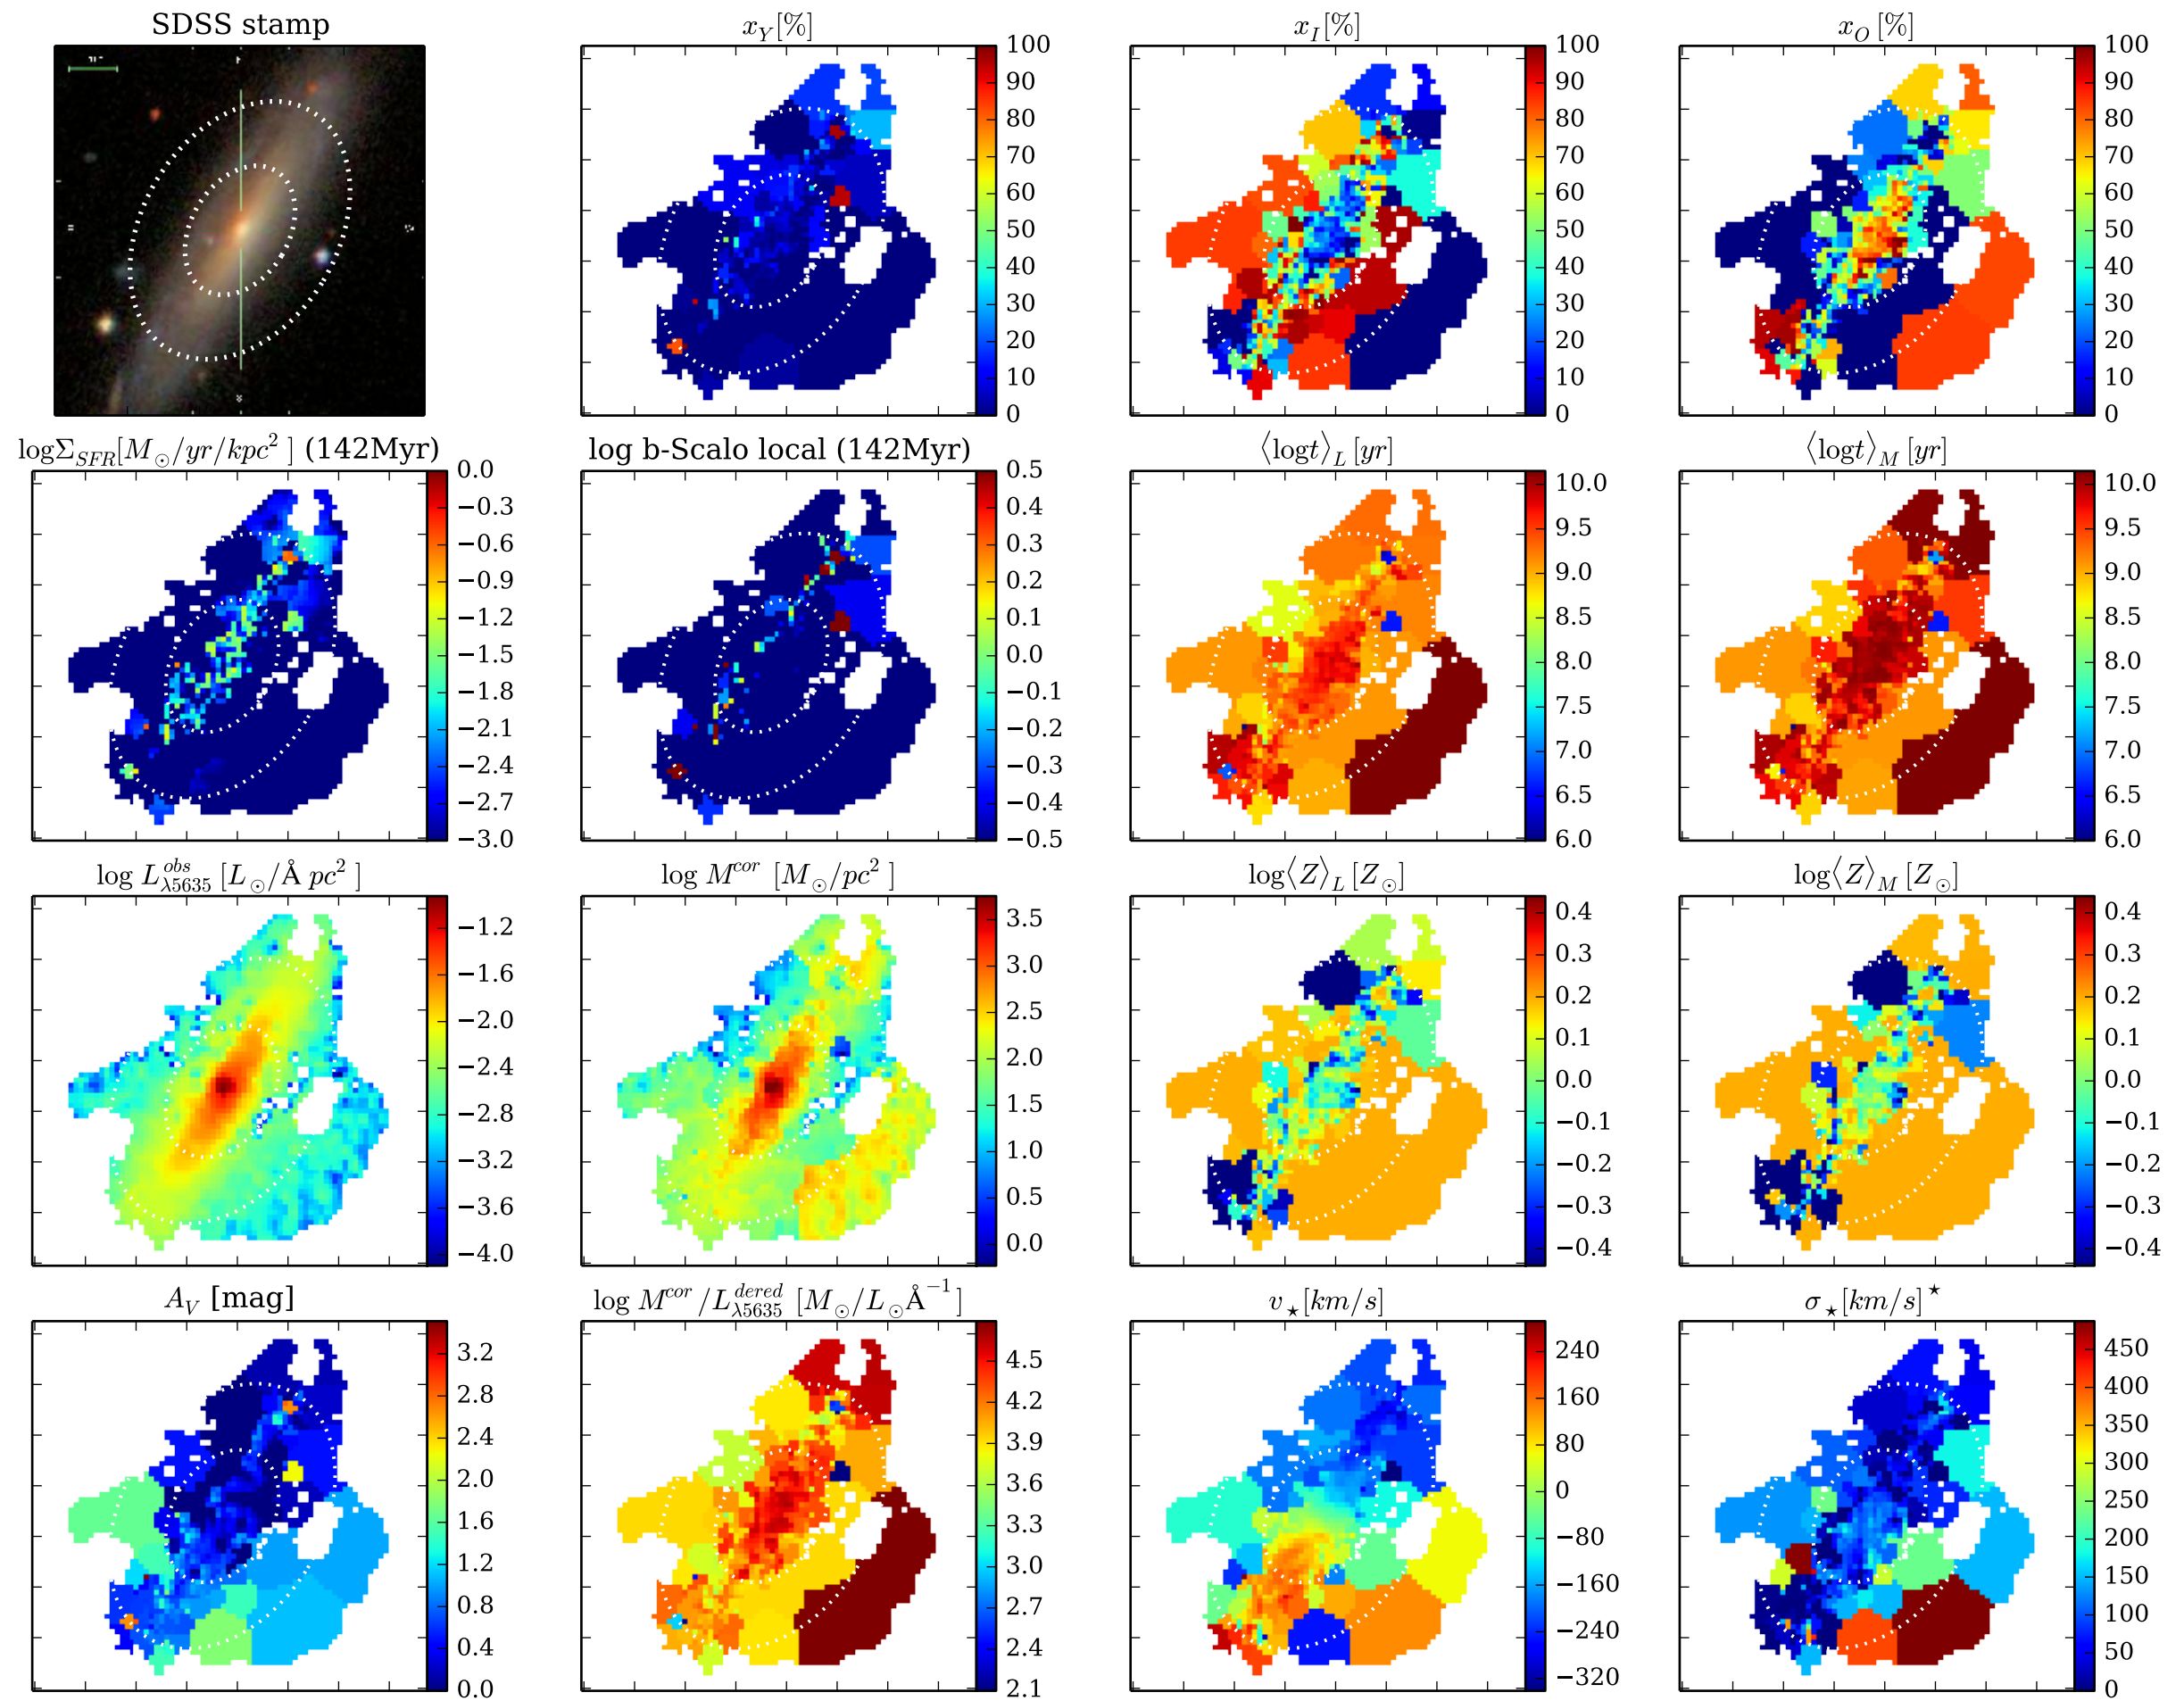 SDSS stamp
x_Y[%]
x_I[%]
x_O[%]
100 90 80 70 60 50 40 30 20 10 0
100 90 80 70 60 50 40 30 20 10 0
100 90 80 70 60 50 40 30 20 10 0
logΣ_SFR[M_⊙/yr/kpc²] (142Myr)
log b-Scalo local (142Myr)
⟨logt⟩_L[yr]
⟨logt⟩_M[yr]
0.0 −0.3 −0.6 −0.9 −1.2 −1.5 −1.8 −2.1 −2.4 −2.7 −3.0
0.5 0.4 0.3 0.2 0.1 0.0 −0.1 −0.2 −0.3 −0.4 −0.5
10.0 9.5 9.0 8.5 8.0 7.5 7.0 6.5 6.0
10.0 9.5 9.0 8.5 8.0 7.5 7.0 6.5 6.0
log L^obs_λ5635 [L_⊙/Å pc²]
log M^cor [M_⊙/pc²]
log⟨Z⟩_L[Z_⊙]
log⟨Z⟩_M[Z_⊙]
−1.2 −1.6 −2.0 −2.4 −2.8 −3.2 −3.6 −4.0
3.5 3.0 2.5 2.0 1.5 1.0 0.5 0.0
0.4 0.3 0.2 0.1 0.0 −0.1 −0.2 −0.3 −0.4
0.4 0.3 0.2 0.1 0.0 −0.1 −0.2 −0.3 −0.4
A_V [mag]
log M^cor/L^dered_λ5635 [M_⊙/L_⊙Å⁻¹]
v_⋆[km/s]
σ_⋆[km/s]^⋆
3.2 2.8 2.4 2.0 1.6 1.2 0.8 0.4 0.0
4.5 4.2 3.9 3.6 3.3 3.0 2.7 2.4 2.1
240 160 80 0 −80 −160 −240 −320
450 400 350 300 250 200 150 100 50 0